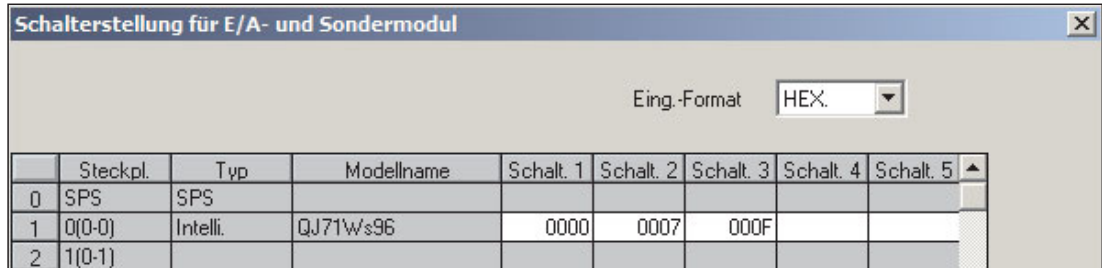 Schalterstellung für E/A- und Sondermodul
Eing.-Format HEX.
Steckpl. Typ Modellname Schalt. 1 Schalt. 2 Schalt. 3 Schalt. 4 Schalt. 5
0 SPS SPS
1 0(0-0) Intelli. QJ71Ws96 0000 0007 000F
2 1(0-1)